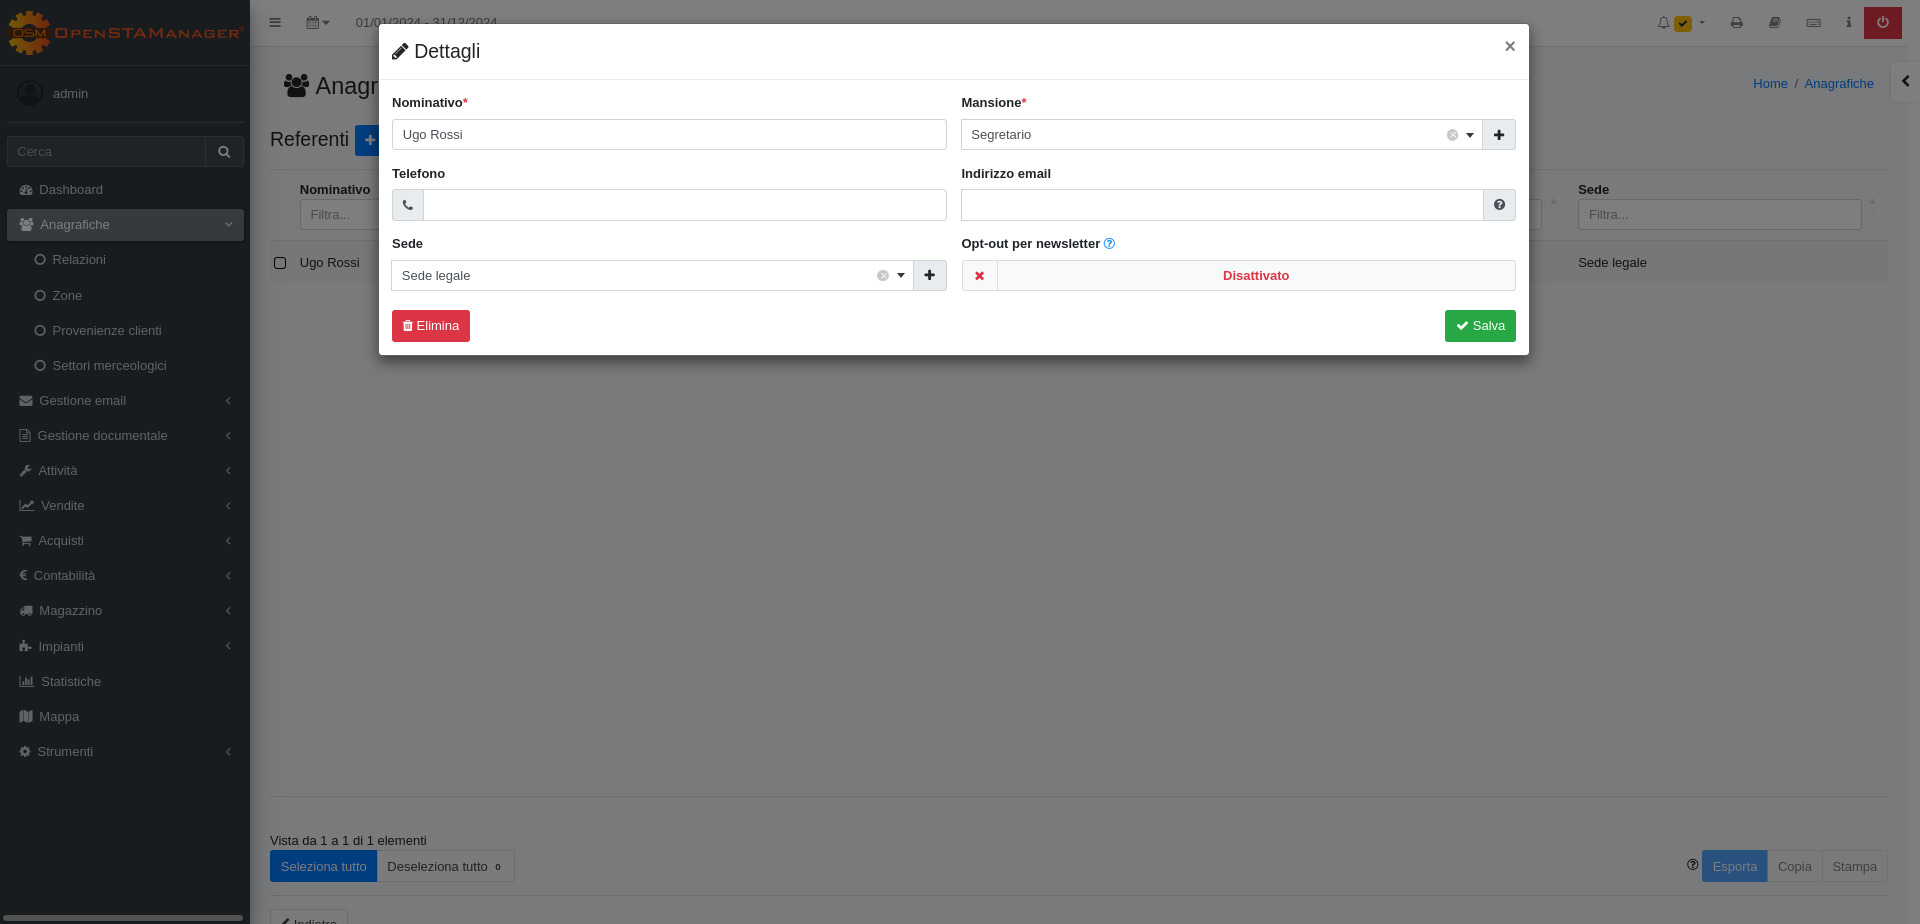 OSM OpenSTAManager
01/01/2024 - 31/12/2024
Dettagli
×
admin
Anagr
Home / Anagrafiche
Nominativo*
Mansione*
Ugo Rossi
Segretario
Referenti
Cerca
Telefono
Indirizzo email
Dashboard
Nominativo
Sede
Filtra...
Filtra...
Anagrafiche
Sede
Opt-out per newsletter
Relazioni
Ugo Rossi
Sede legale
Sede legale
Disattivato
Zone
Provenienze clienti
Elimina
Salva
Settori merceologici
Gestione email
Gestione documentale
Attività
Vendite
Acquisti
Contabilità
Magazzino
Impianti
Statistiche
Mappa
Strumenti
Vista da 1 a 1 di 1 elementi
Seleziona tutto
Deseleziona tutto 0
Esporta
Copia
Stampa
Indietro